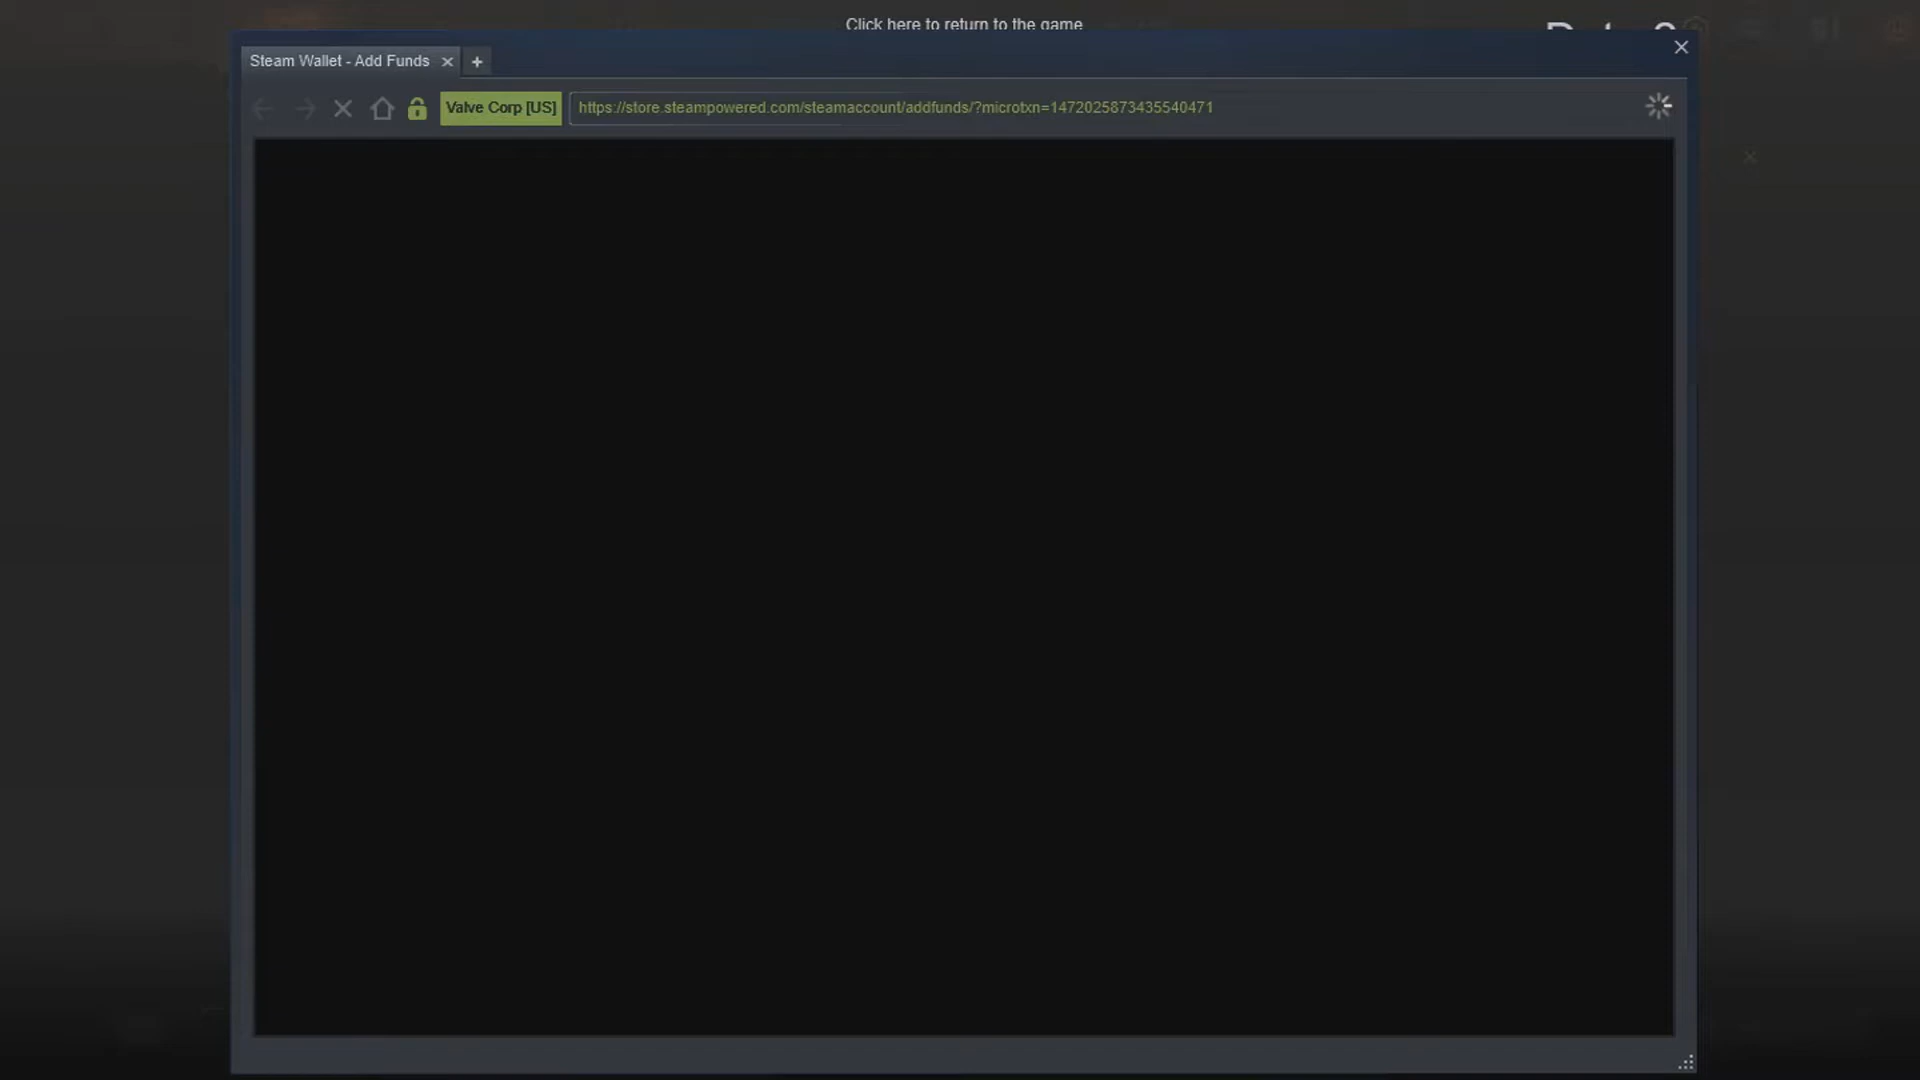 Click here to return to the game
Steam Wallet - Add Funds
Valve Corp [US]
https://store.steampowered.com/steamaccount/addfunds/?microtxn=1472025873435540471